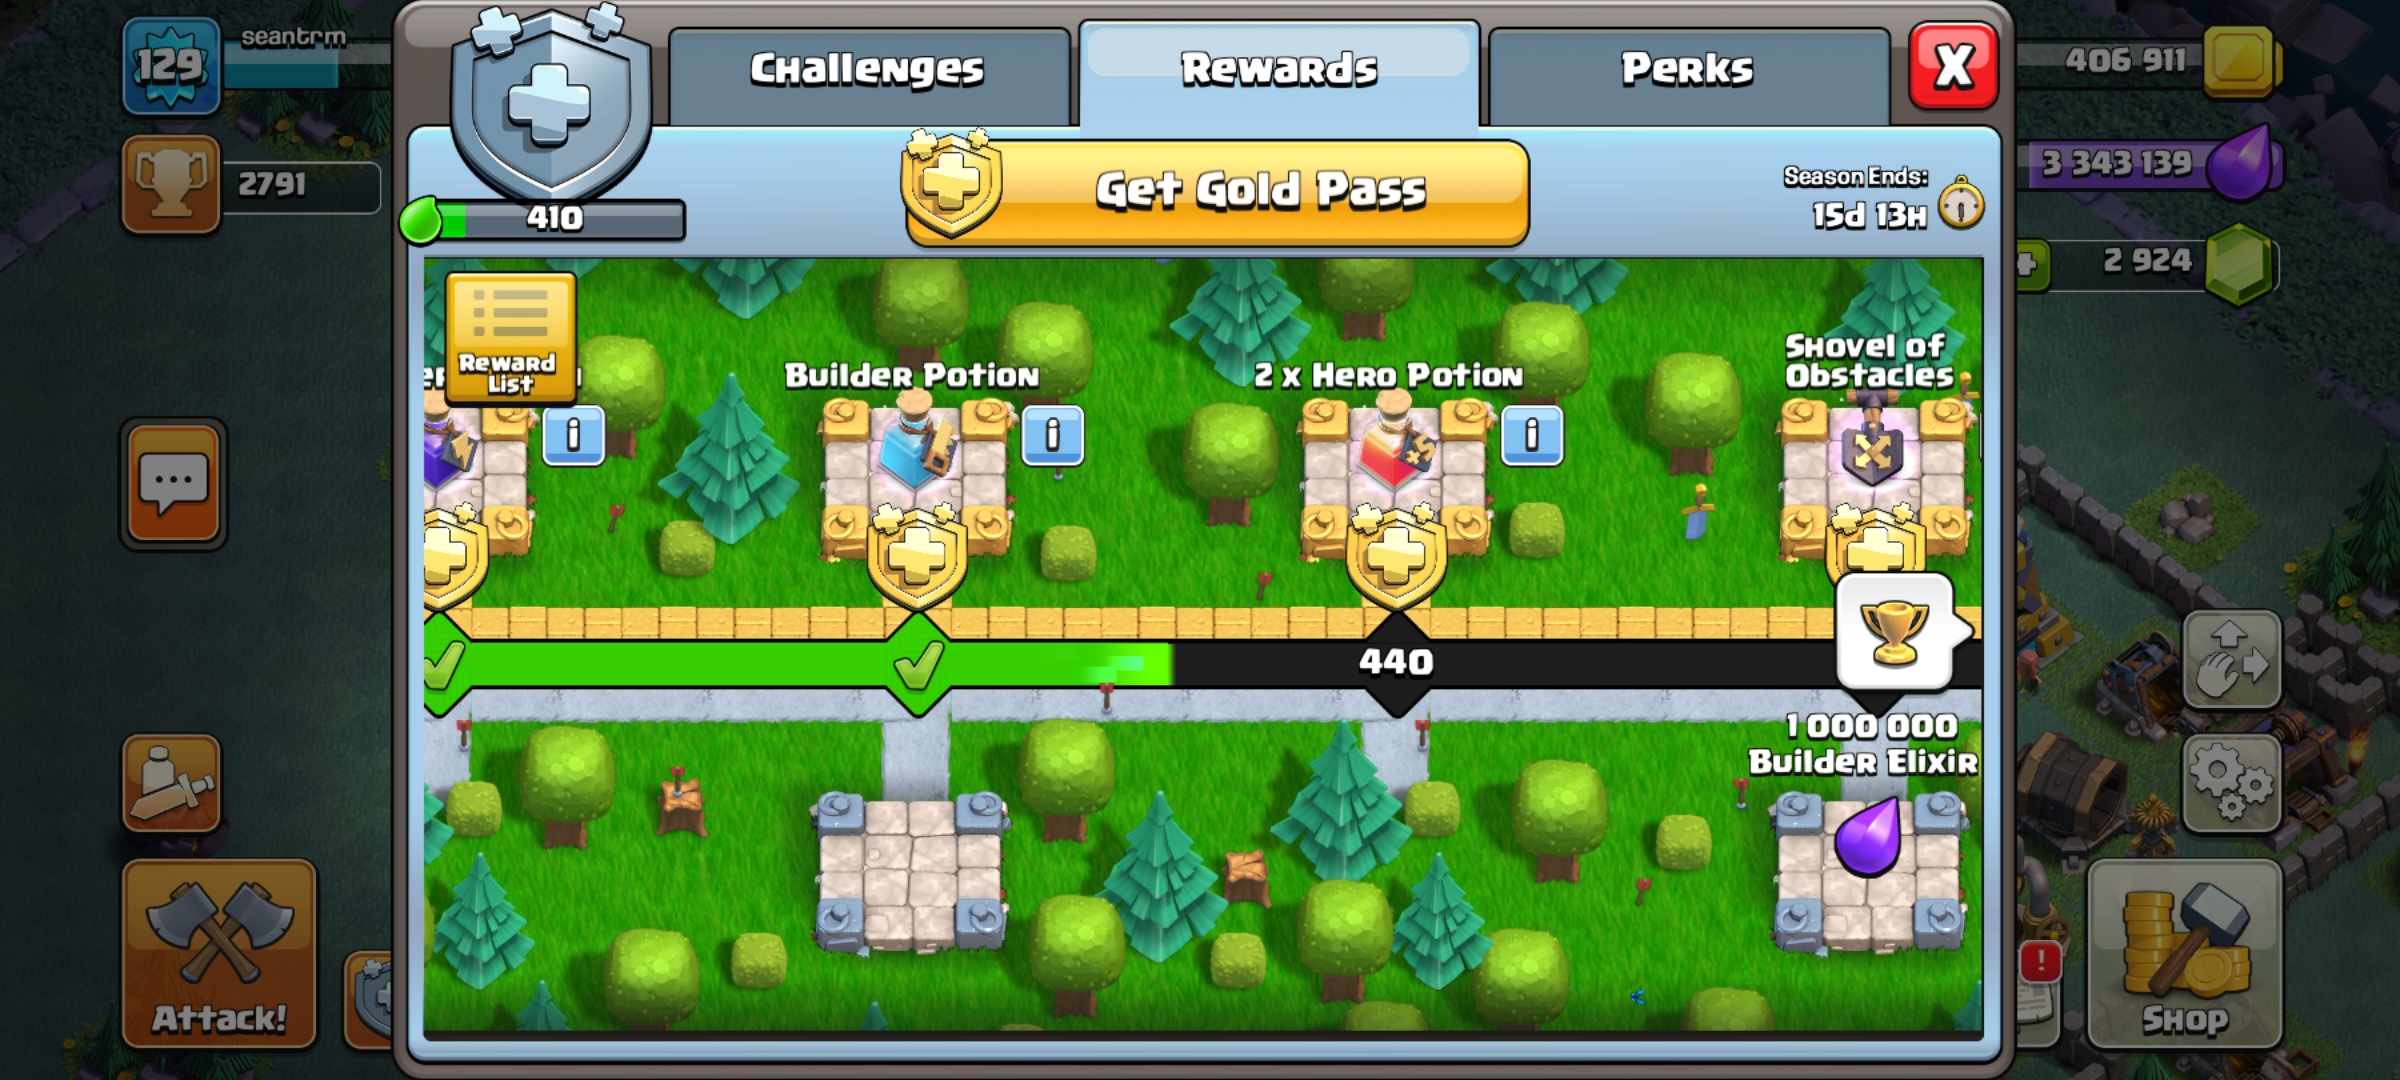 129
seantrm
2791
Challenges
Rewards
Perks
X
406 911
3 343 139
2 924
410
Get Gold Pass
Season Ends:
15d 13h
Reward
List
Builder Potion
2 x Hero Potion
Shovel of
Obstacles
440
1 000 000
Builder Elixir
Attack!
Shop